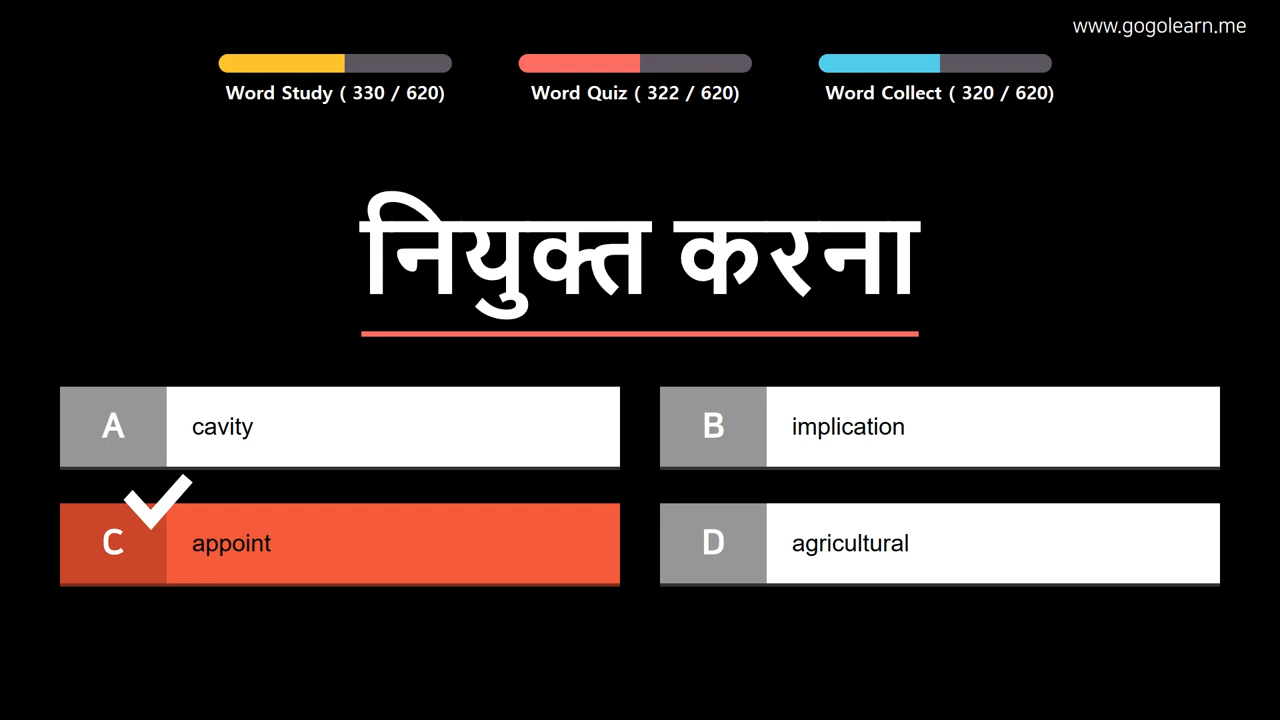 www.gogolearn.me
Word Study ( 330 / 620)
Word Quiz ( 322 / 620)
Word Collect ( 320 / 620)
नियुक्त करना
A cavity
B implication
C appoint
D agricultural